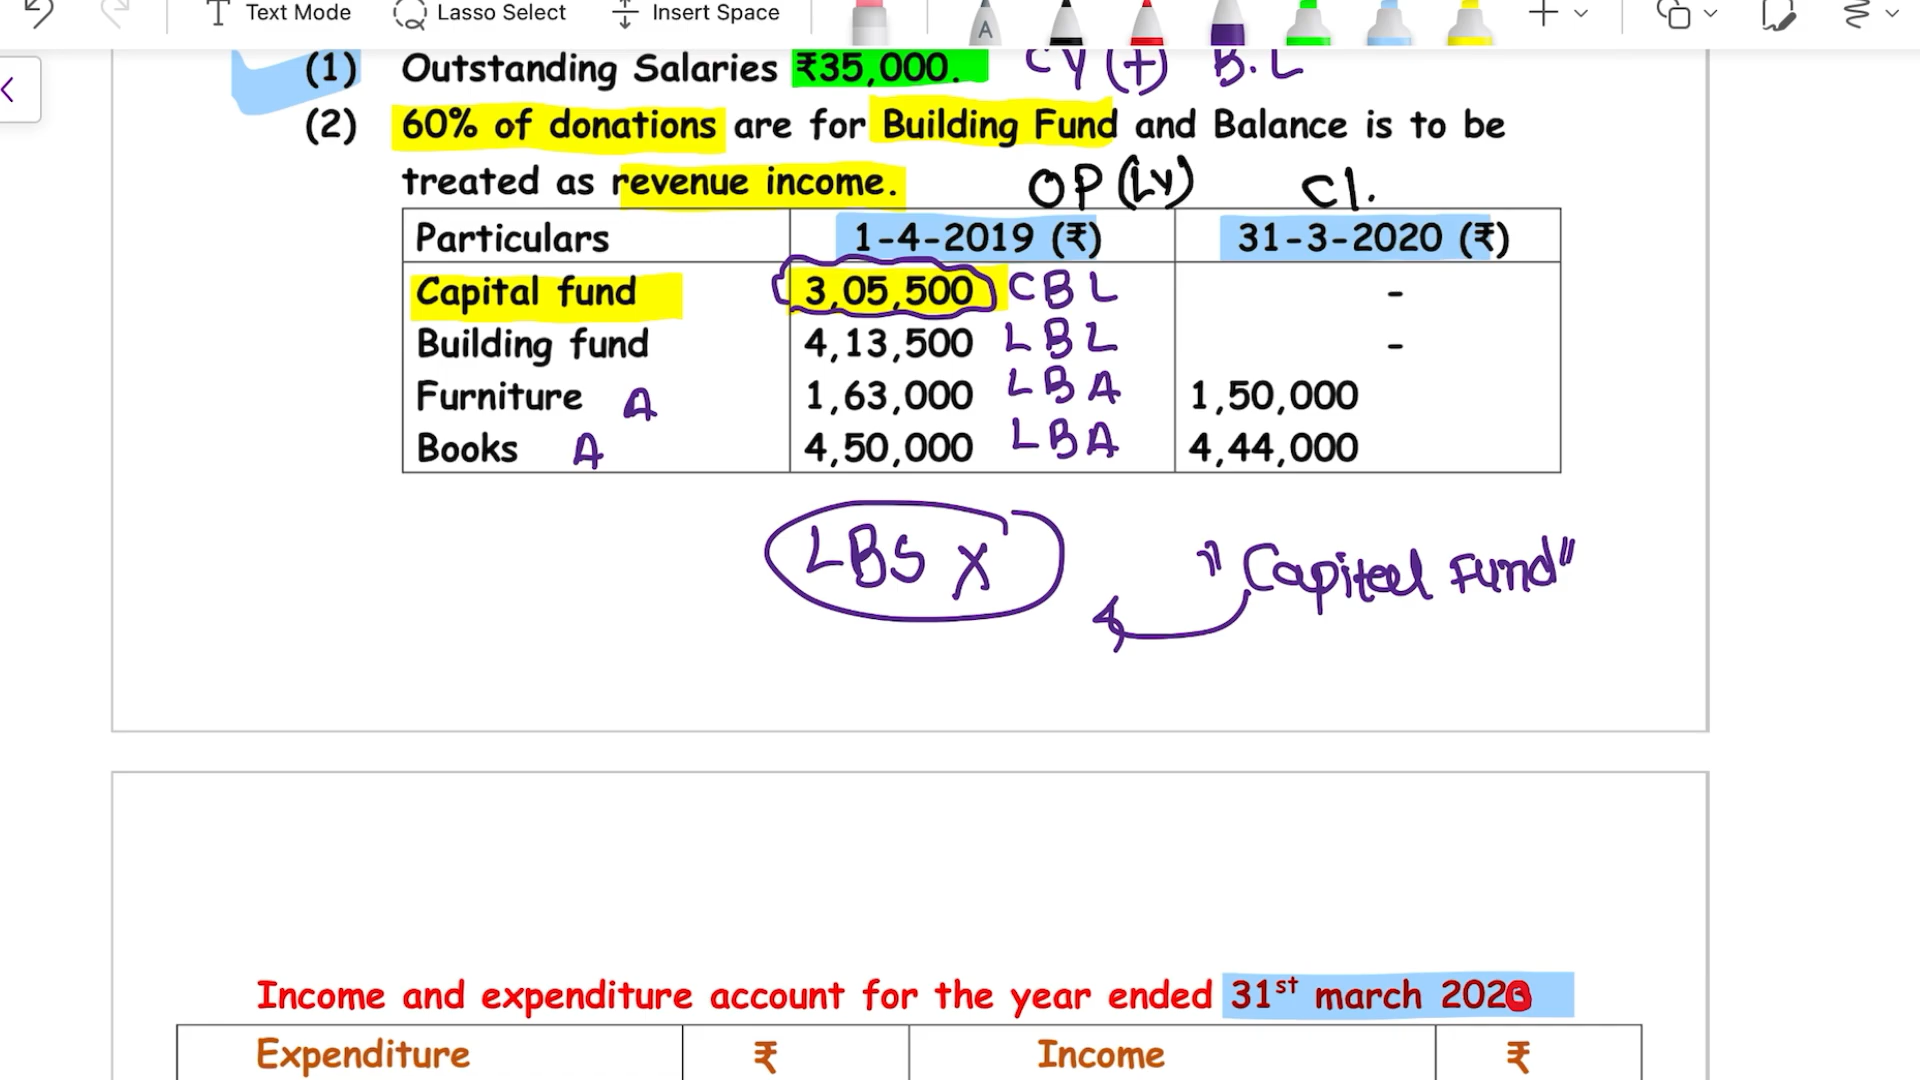 T Text Mode Lasso Select Insert Space A
(1) Outstanding Salaries ₹35,000. CY (+) B.L
(2) 60% of donations are for Building Fund and Balance is to be
treated as revenue income. OP (LY) Cl.
Particulars 1-4-2019 (₹) 31-3-2020 (₹)
Capital fund 3,05,500 CBL -
Building fund 4,13,500 LBL -
Furniture A 1,63,000 LBA 1,50,000
Books A 4,50,000 LBA 4,44,000
LBS X "Capital Fund"
Income and expenditure account for the year ended 31st march 2020
Expenditure ₹ Income ₹